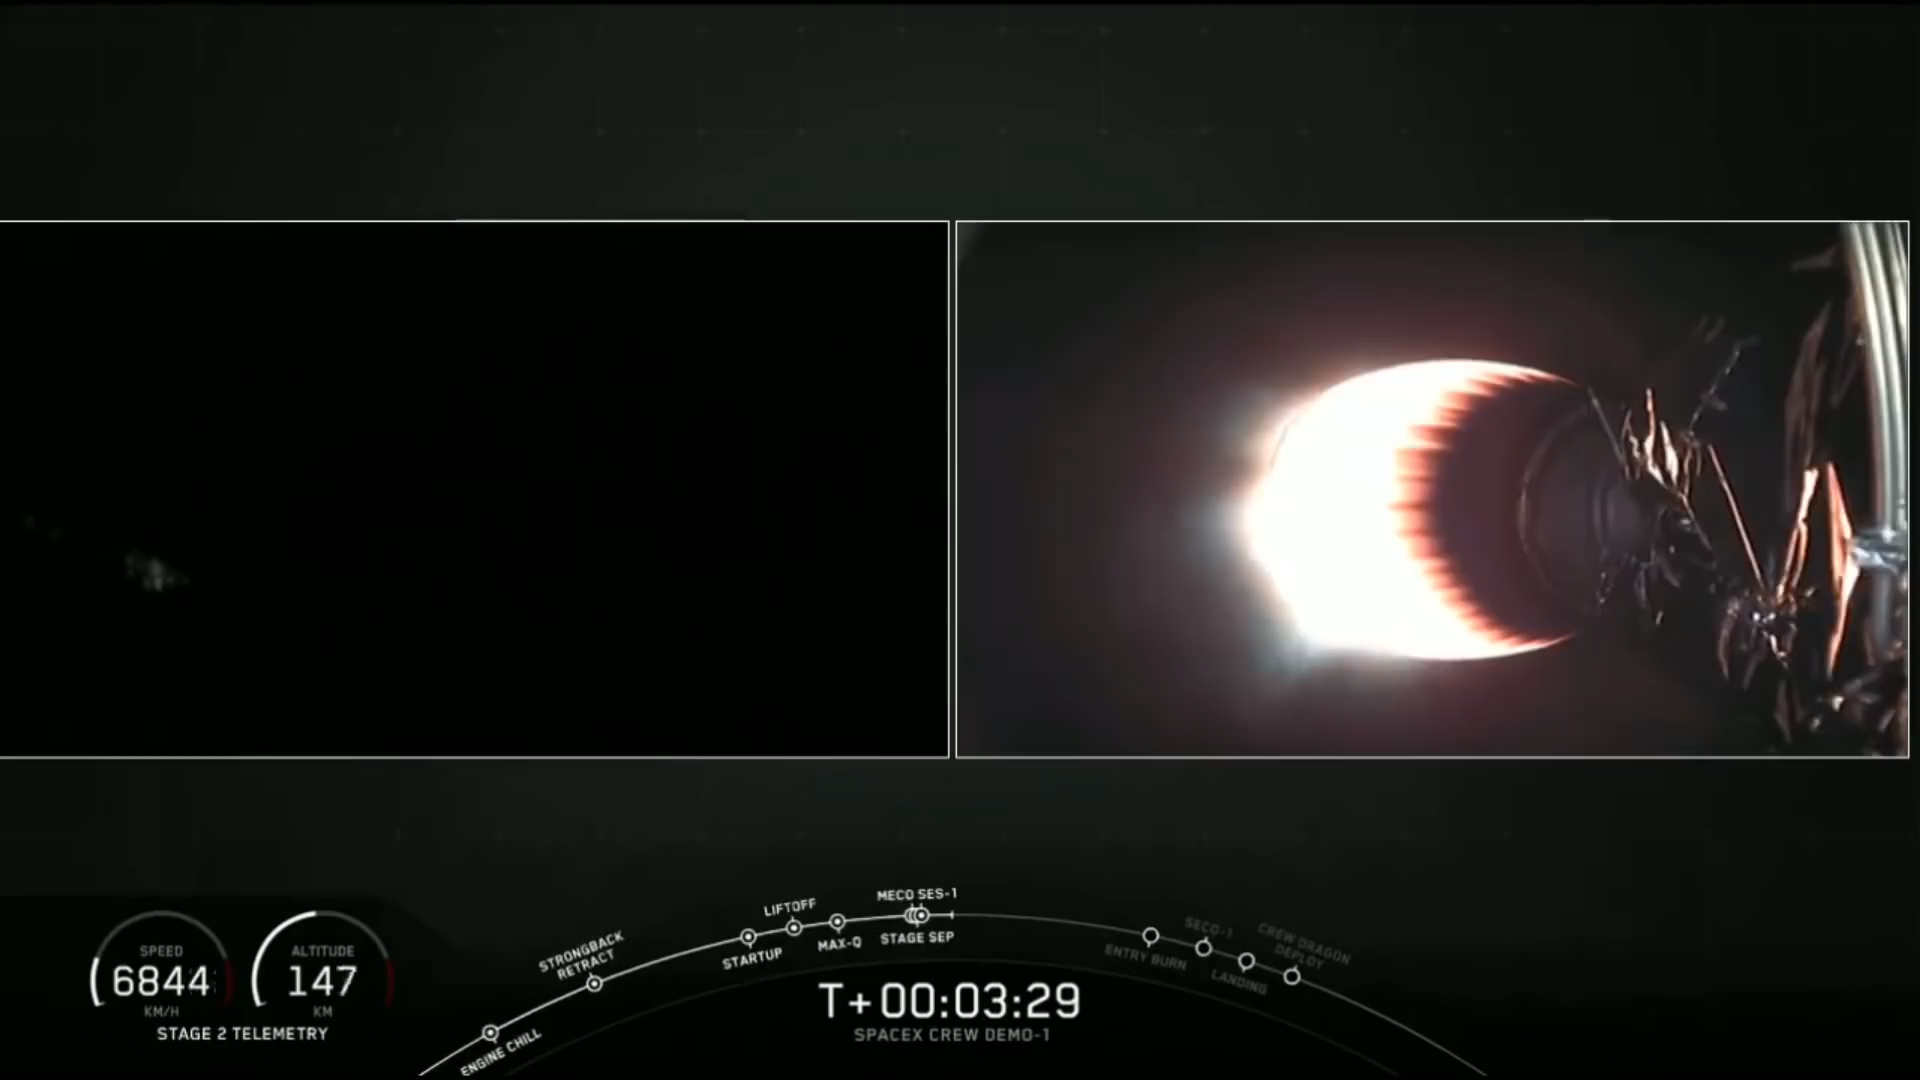 MECO SES-1
LIFTOFF
STAGE SEP
MAX-Q
STARTUP
STRONGBACK
RETRACT
ENGINE CHILL
SECO-1
ENTRY BURN
CREW DRAGON
DEPLOY
LANDING
SPEED
6844
KM/H
ALTITUDE
147
KM
STAGE 2 TELEMETRY
T+00:03:29
SPACEX CREW DEMO-1